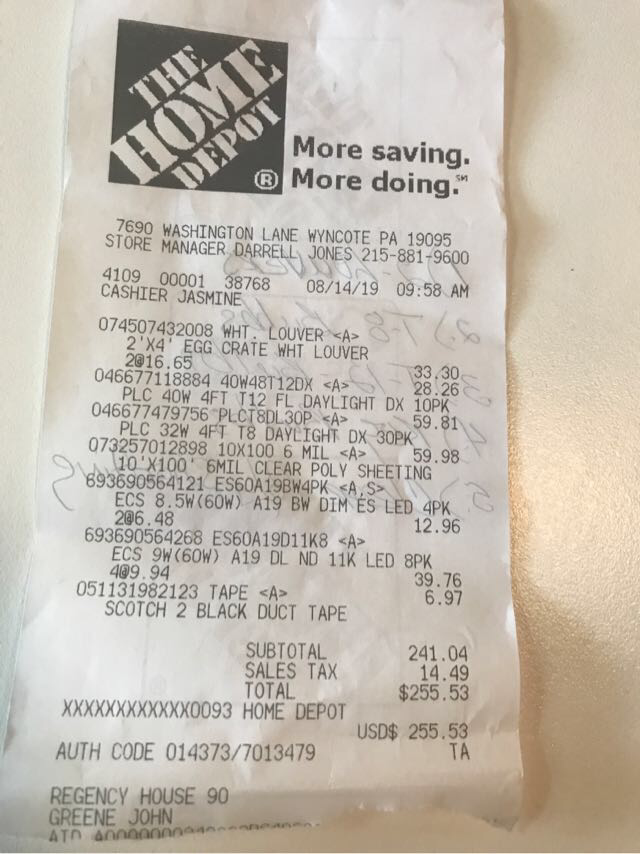 THE
HOME
DEPOT
®
More saving.
More doing.℠
7690 WASHINGTON LANE WYNCOTE PA 19095
STORE MANAGER DARRELL JONES 215-881-9600
4109 00001 38768 08/14/19 09:58 AM
CASHIER JASMINE
074507432008 WHT. LOUVER <A>
2'X4' EGG CRATE WHT LOUVER
2@16.65 33.30
046677118884 40W48T12DX <A> 28.26
PLC 40W 4FT T12 FL DAYLIGHT DX 10PK
046677479756 PLCT8DL30P <A> 59.81
PLC 32W 4FT T8 DAYLIGHT DX 30PK
073257012898 10X100 6 MIL <A> 59.98
10'X100' 6MIL CLEAR POLY SHEETING
693690564121 ES60A19BW4PK <A,S>
ECS 8.5W(60W) A19 BW DIM ES LED 4PK
2@6.48 12.96
693690564268 ES60A19D11K8 <A>
ECS 9W(60W) A19 DL ND 11K LED 8PK
4@9.94 39.76
051131982123 TAPE <A> 6.97
SCOTCH 2 BLACK DUCT TAPE
SUBTOTAL 241.04
SALES TAX 14.49
TOTAL $255.53
XXXXXXXXXXXX0093 HOME DEPOT
USD$ 255.53
AUTH CODE 014373/7013479 TA
REGENCY HOUSE 90
GREENE JOHN